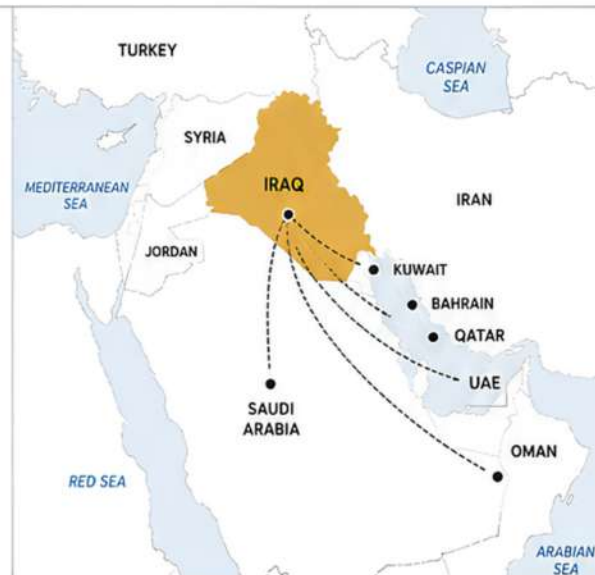 TURKEY
CASPIAN
SEA
SYRIA
MEDITERRANEAN
SEA
IRAQ
IRAN
JORDAN
KUWAIT
BAHRAIN
QATAR
UAE
SAUDI
ARABIA
OMAN
RED SEA
ARABIAN
SEA